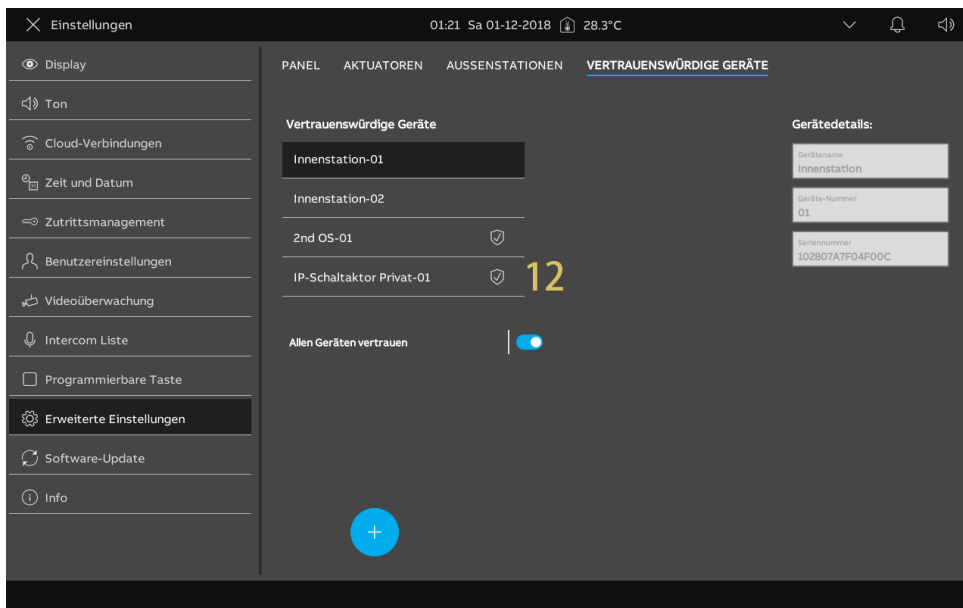 Einstellungen
01:21 Sa 01-12-2018 28.3°C
Display
Ton
Cloud-Verbindungen
Zeit und Datum
Zutrittsmanagement
Benutzereinstellungen
Videoüberwachung
Intercom Liste
Programmierbare Taste
Erweiterte Einstellungen
Software-Update
Info
PANEL AKTUATOREN AUSSENSTATIONEN VERTRAUENSWÜRDIGE GERÄTE
Vertrauenswürdige Geräte
Innenstation-01
Innenstation-02
2nd OS-01
IP-Schaltaktor Privat-01
12
Allen Geräten vertrauen
+
Gerätedetails:
Gerätename
Innenstation
Geräte-Nummer
01
Seriennummer
102807A7F04F00C